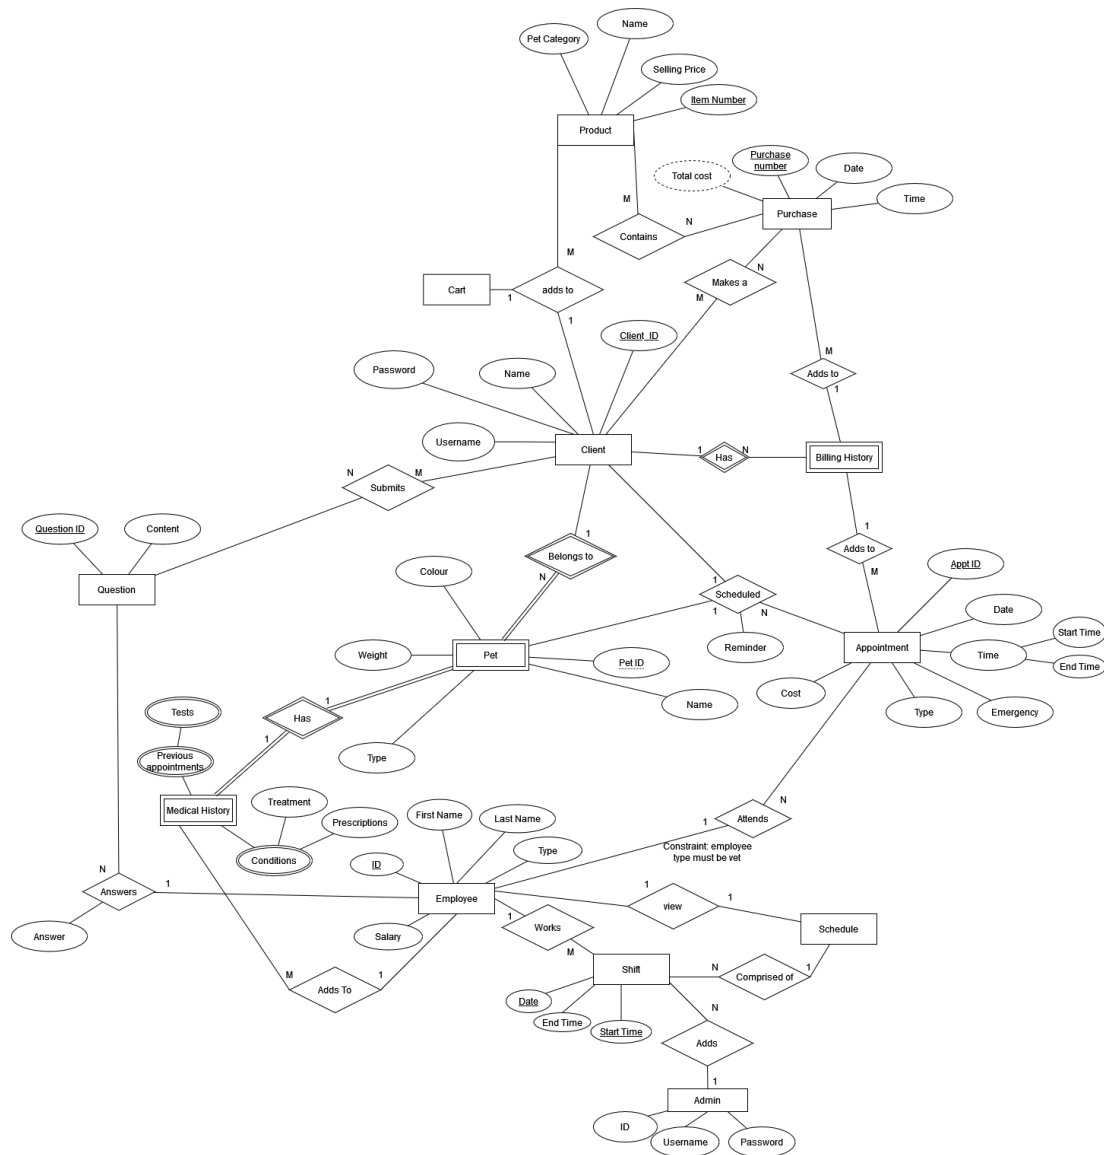 Name
Pet Category
Selling Price
Item Number
Product
Purchase
number
Date
Total cost
Time
M
N
Purchase
Contains
M
N
Makes a
M
Cart
1
adds to
1
Client_ID
M
Adds to
1
Password
Name
Username
Client
1
Has
N
Billing History
N
M
Submits
Question ID
Content
1
Belongs to
N
1
Adds to
M
Question
Colour
Appt ID
1
Scheduled
1
N
Date
Start Time
Time
End Time
Reminder
Appointment
Weight
Pet
Pet ID
Cost
Type
Emergency
Name
1
Has
1
Type
Tests
Previous
appointments
Medical History
Treatment
Prescriptions
Conditions
First Name
Last Name
Type
ID
N
1
Attends
Constraint: employee
type must be vet
N
1
Answers
Answer
Employee
Salary
1
view
1
Schedule
1
Works
M
Shift
N
Comprised of
1
M
Adds To
1
Date
End Time
Start Time
N
Adds
1
Admin
ID
Username
Password